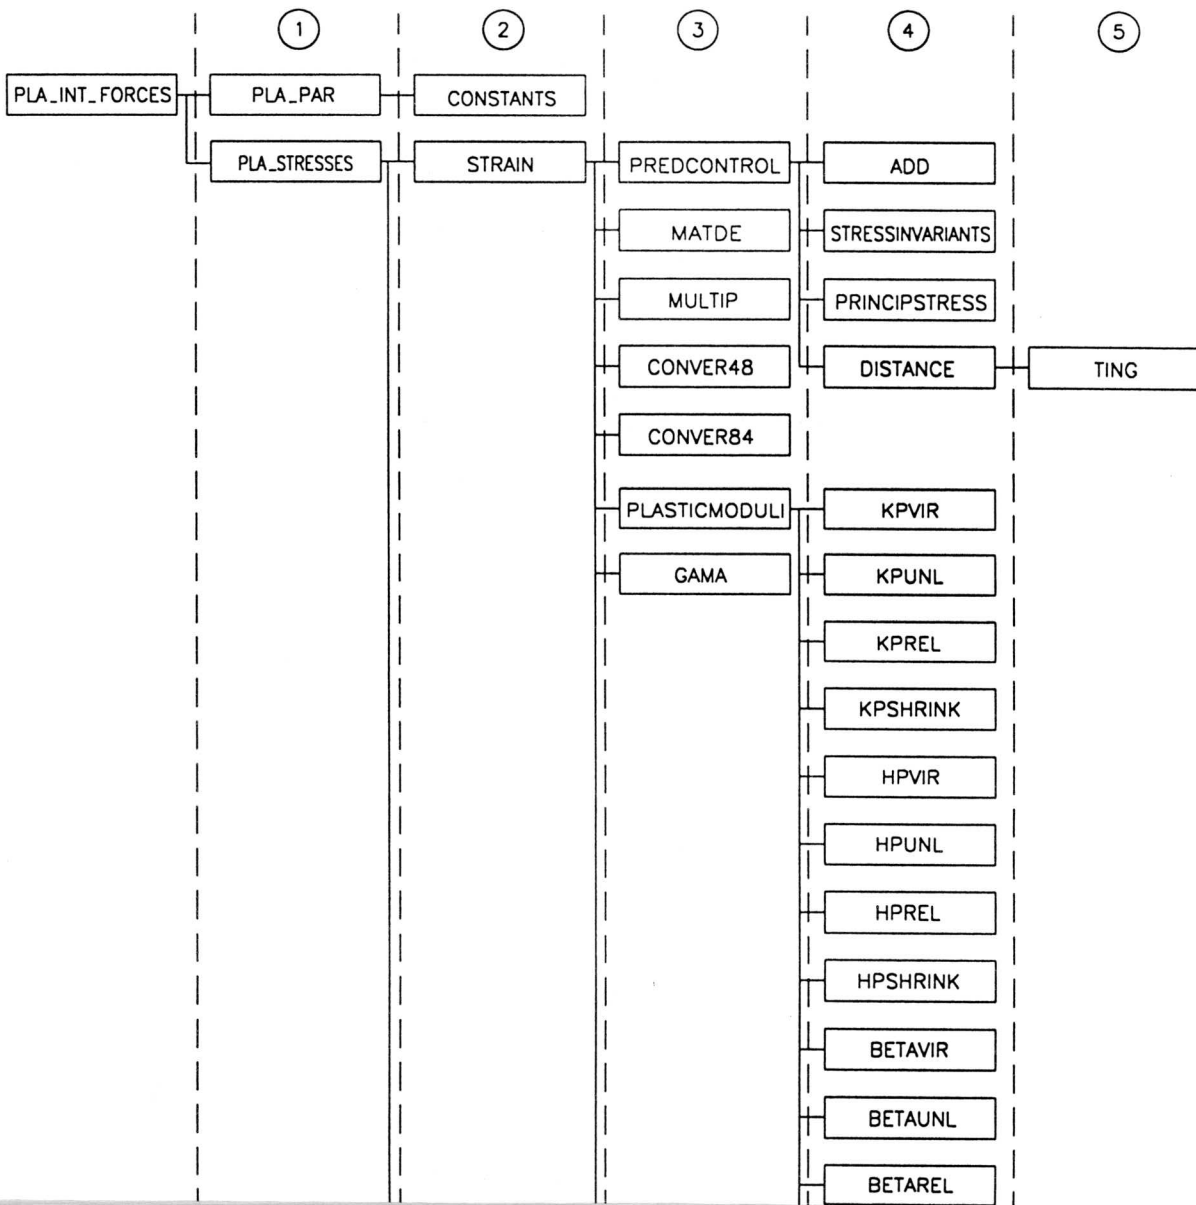 1 2 3 4 5
PLA_INT_FORCES PLA_PAR CONSTANTS
PLA_STRESSES STRAIN PREDCONTROL ADD
MATDE STRESSINVARIANTS
MULTIP PRINCIPSTRESS
CONVER48 DISTANCE TING
CONVER84
PLASTICMODULI KPVIR
GAMA KPUNL
KPREL
KPSHRINK
HPVIR
HPUNL
HPREL
HPSHRINK
BETAVIR
BETAUNL
BETAREL